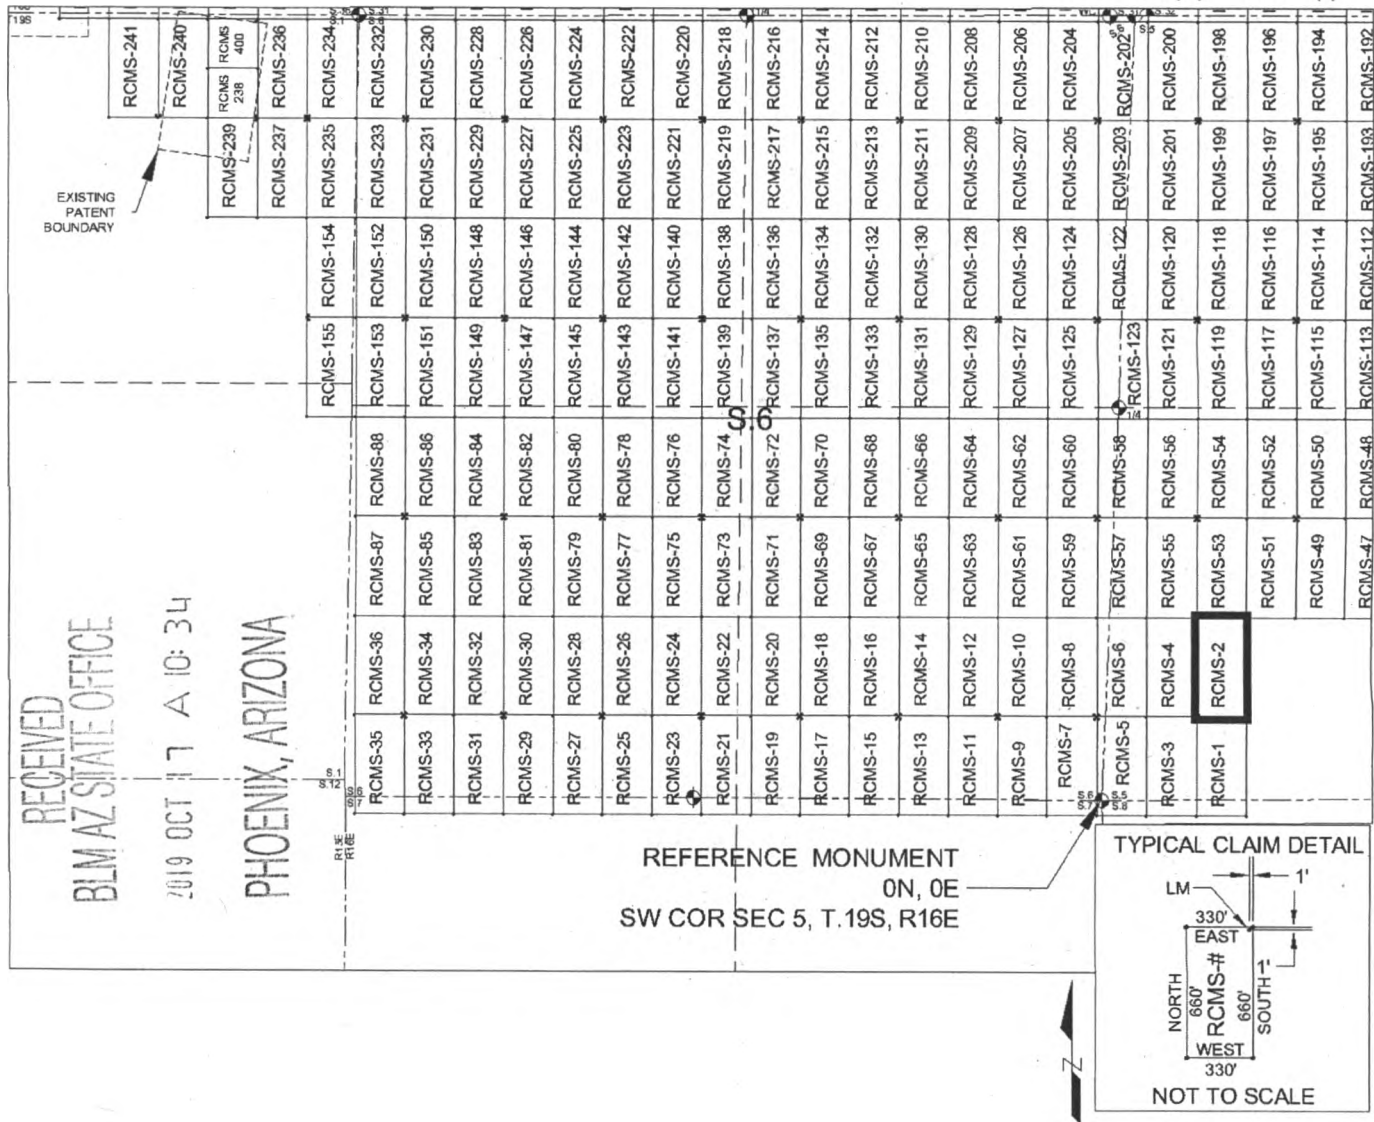 19S
S.1 S.6
1/4
S.5
RCMS-241 RCMS-240 RCMS 400 RCMS-236 RCMS-234 RCMS-232 RCMS-230 RCMS-228 RCMS-226 RCMS-224 RCMS-222 RCMS-220 RCMS-218 RCMS-216 RCMS-214 RCMS-212 RCMS-210 RCMS-208 RCMS-206 RCMS-204 RCMS-202 RCMS-200 RCMS-198 RCMS-196 RCMS-194 RCMS-192
RCMS 238
RCMS-239 RCMS-237 RCMS-235 RCMS-233 RCMS-231 RCMS-229 RCMS-227 RCMS-225 RCMS-223 RCMS-221 RCMS-219 RCMS-217 RCMS-215 RCMS-213 RCMS-211 RCMS-209 RCMS-207 RCMS-205 RCMS-203 RCMS-201 RCMS-199 RCMS-197 RCMS-195 RCMS-193
EXISTING
PATENT
BOUNDARY
RCMS-154 RCMS-152 RCMS-150 RCMS-148 RCMS-146 RCMS-144 RCMS-142 RCMS-140 RCMS-138 RCMS-136 RCMS-134 RCMS-132 RCMS-130 RCMS-128 RCMS-126 RCMS-124 RCMS-122 RCMS-120 RCMS-118 RCMS-116 RCMS-114 RCMS-112
RCMS-155 RCMS-153 RCMS-151 RCMS-149 RCMS-147 RCMS-145 RCMS-143 RCMS-141 RCMS-139 RCMS-137 RCMS-135 RCMS-133 RCMS-131 RCMS-129 RCMS-127 RCMS-125 RCMS-123 RCMS-121 RCMS-119 RCMS-117 RCMS-115 RCMS-113
S.6
1/4
RCMS-88 RCMS-86 RCMS-84 RCMS-82 RCMS-80 RCMS-78 RCMS-76 RCMS-74 RCMS-72 RCMS-70 RCMS-68 RCMS-66 RCMS-64 RCMS-62 RCMS-60 RCMS-58 RCMS-56 RCMS-54 RCMS-52 RCMS-50 RCMS-48
RCMS-87 RCMS-85 RCMS-83 RCMS-81 RCMS-79 RCMS-77 RCMS-75 RCMS-73 RCMS-71 RCMS-69 RCMS-67 RCMS-65 RCMS-63 RCMS-61 RCMS-59 RCMS-57 RCMS-55 RCMS-53 RCMS-51 RCMS-49 RCMS-47
RCMS-36 RCMS-34 RCMS-32 RCMS-30 RCMS-28 RCMS-26 RCMS-24 RCMS-22 RCMS-20 RCMS-18 RCMS-16 RCMS-14 RCMS-12 RCMS-10 RCMS-8 RCMS-6 RCMS-4 RCMS-2
RCMS-35 RCMS-33 RCMS-31 RCMS-29 RCMS-27 RCMS-25 RCMS-23 RCMS-21 RCMS-19 RCMS-17 RCMS-15 RCMS-13 RCMS-11 RCMS-9 RCMS-7 RCMS-5 RCMS-3 RCMS-1
RECEIVED
BLM AZ STATE OFFICE
2019 OCT 17 A 10: 34
PHOENIX, ARIZONA
S.1
S.12
S.6
S.7
S.6 S.5
S.7 S.8
REFERENCE MONUMENT
0N, 0E
SW COR SEC 5, T.19S, R16E
TYPICAL CLAIM DETAIL
LM
1'
330'
EAST
1'
NORTH
660'
RCMS-#
660'
SOUTH
WEST
330'
NOT TO SCALE
N